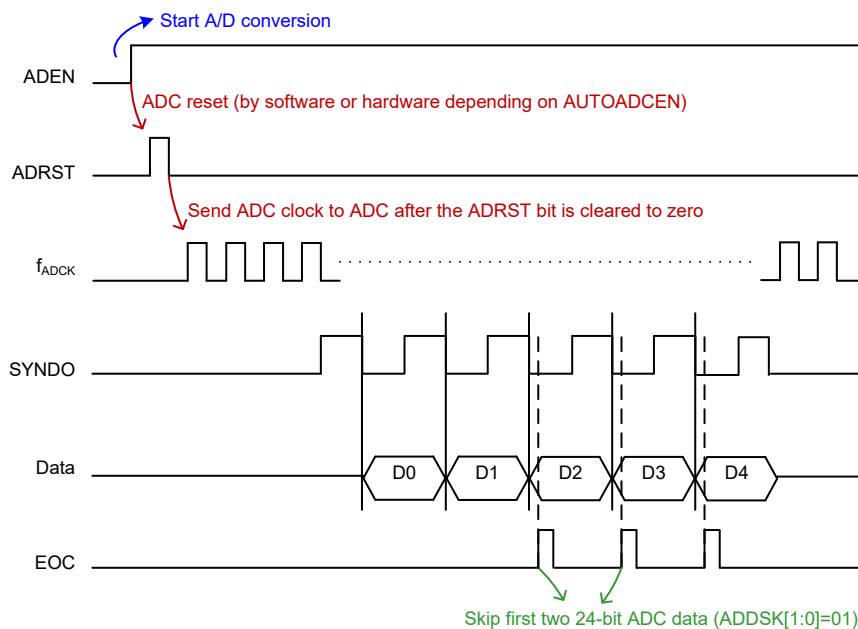 Start A/D conversion
ADEN
ADC reset (by software or hardware depending on AUTOADCEN)
ADRST
Send ADC clock to ADC after the ADRST bit is cleared to zero
fADCK
SYNDO
Data D0 D1 D2 D3 D4
EOC
Skip first two 24-bit ADC data (ADDSK[1:0]=01)